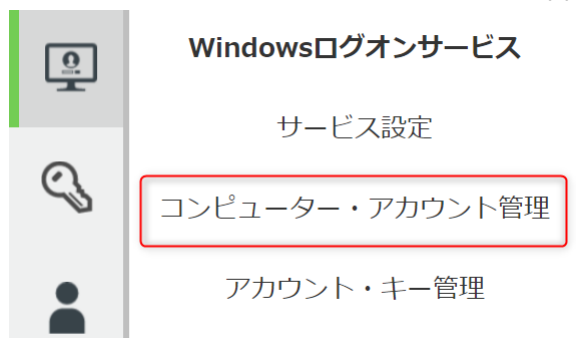 Windowsログオンサービス
サービス設定
コンピューター・アカウント管理
アカウント・キー管理